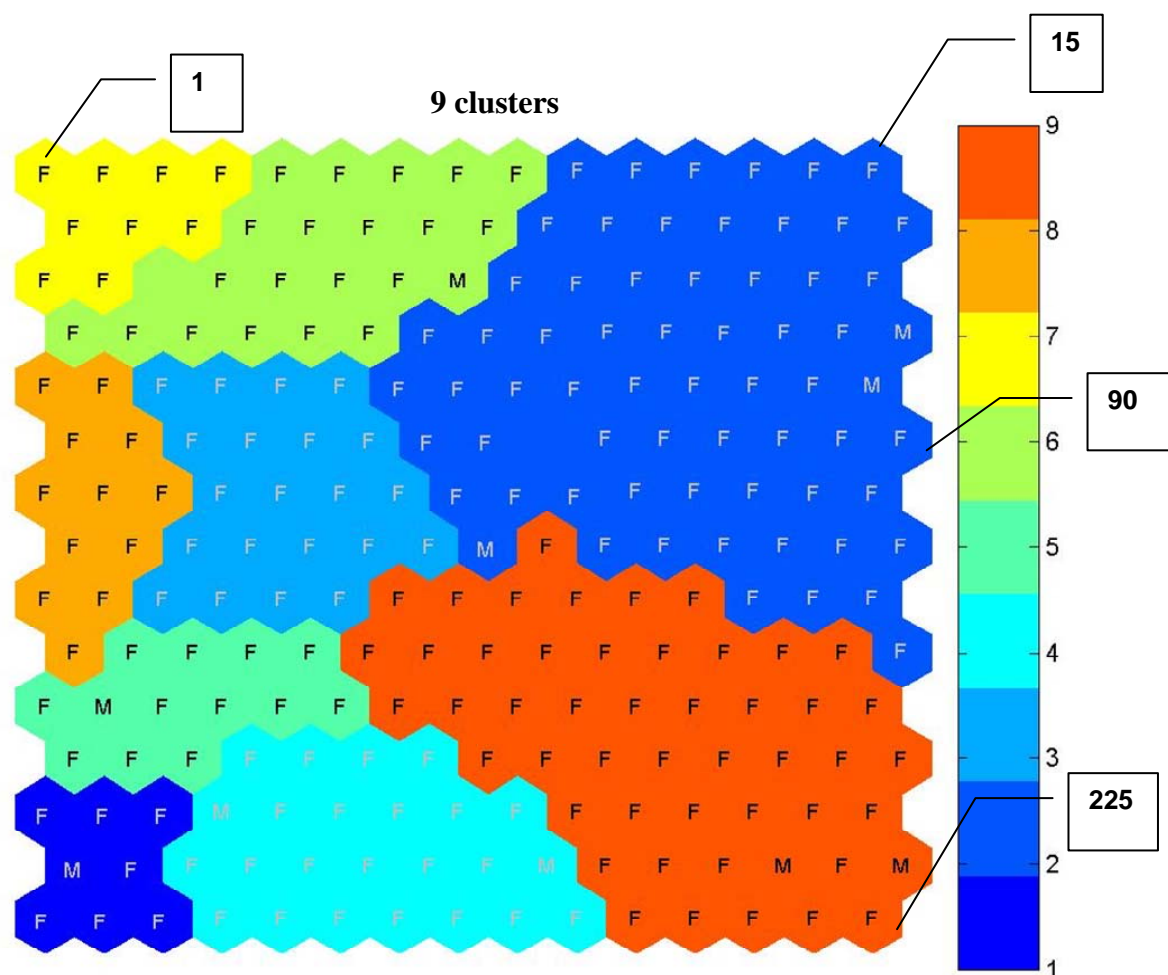 1
15
9 clusters
9
F F F F F F F F F F F F F F F
F F F F F F F F F F F F F F F
8
F F F F F F M F F F F F F F
F F F F F F F F F F F F F F M
7
F F F F F F F F F F F F F F M
90
F F F F F F F F F F F F F F
6
F F F F F F F F F F F F F F F
F F F F F F F M F F F F F F F
5
F F F F F F F F F F F F F F F
F F F F F F F F F F F F F F F
4
F M F F F F F F F F F F F F F
F F F F F F F F F F F F F F F
3
225
F F F M F F F F F F F F F F F
M F F F F F F F M F F F M F M
2
F F F F F F F F F F F F F F F
1